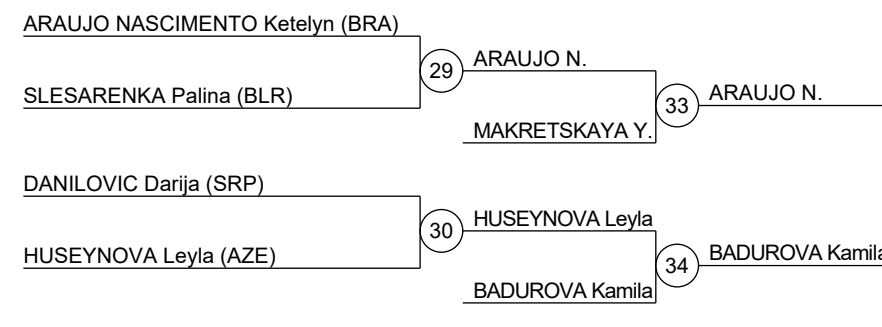 ARAUJO NASCIMENTO Ketelyn (BRA)
29
ARAUJO N.
SLESARENKA Palina (BLR)
33
ARAUJO N.
MAKRETSKAYA Y.
DANILOVIC Darija (SRP)
30
HUSEYNOVA Leyla
HUSEYNOVA Leyla (AZE)
34
BADUROVA Kamila
BADUROVA Kamila